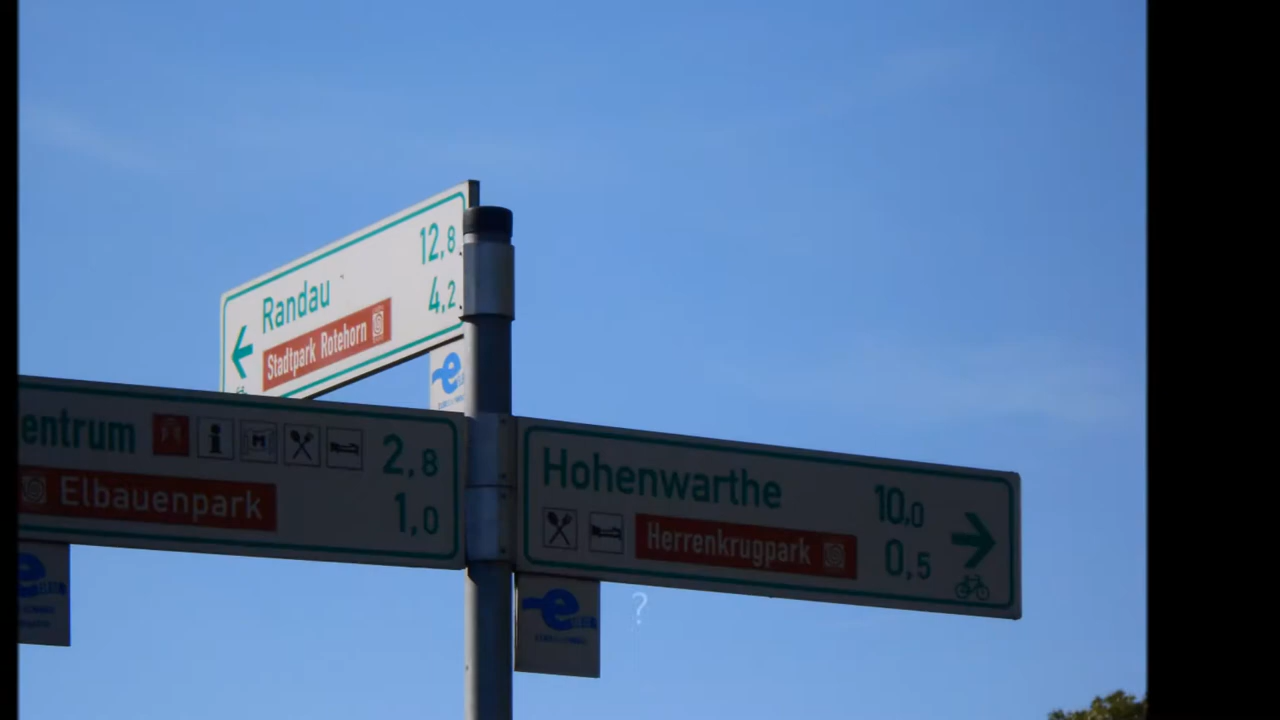 Randau 12,8
Stadtpark Rotehorn 4,2
entrum 2,8
Elbauenpark 1,0
Hohenwarthe 10,0
Herrenkrugpark 0,5
?